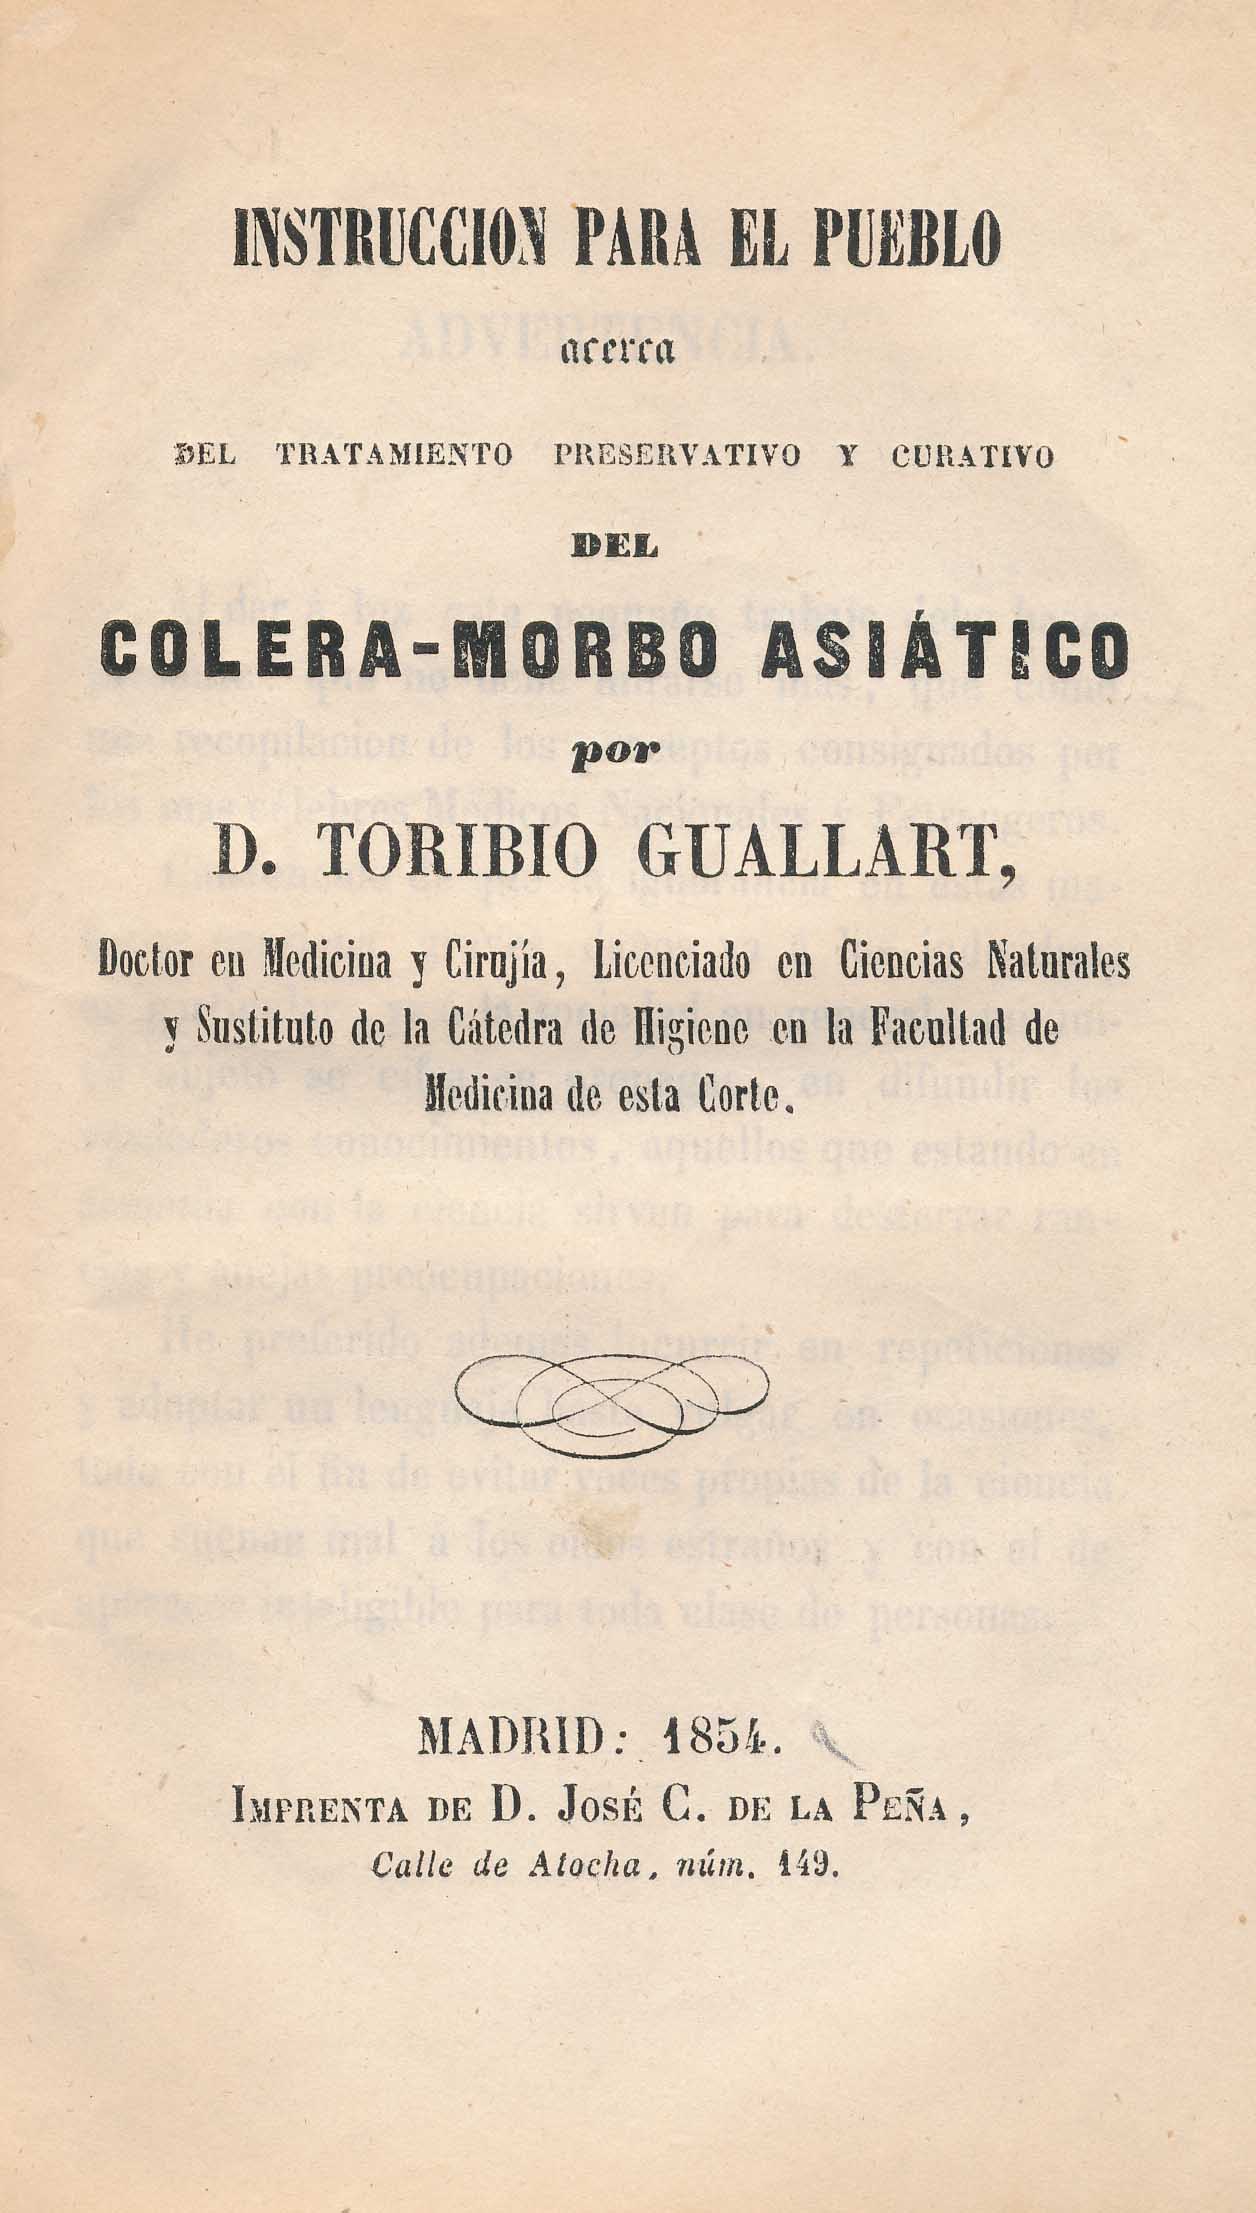 INSTRUCCION PARA EL PUEBLO
acerca
DEL TRATAMIENTO PRESERVATIVO Y CURATIVO
DEL
COLERA-MORBO ASIÁTICO
por
D. TORIBIO GUALLART,
Doctor en Medicina y Cirujía, Licenciado en Ciencias Naturales
y Sustituto de la Cátedra de Higiene en la Facultad de
Medicina de esta Corte.
MADRID: 1854.
IMPRENTA DE D. JOSÉ C. DE LA PEÑA,
Calle de Atocha, núm. 149.